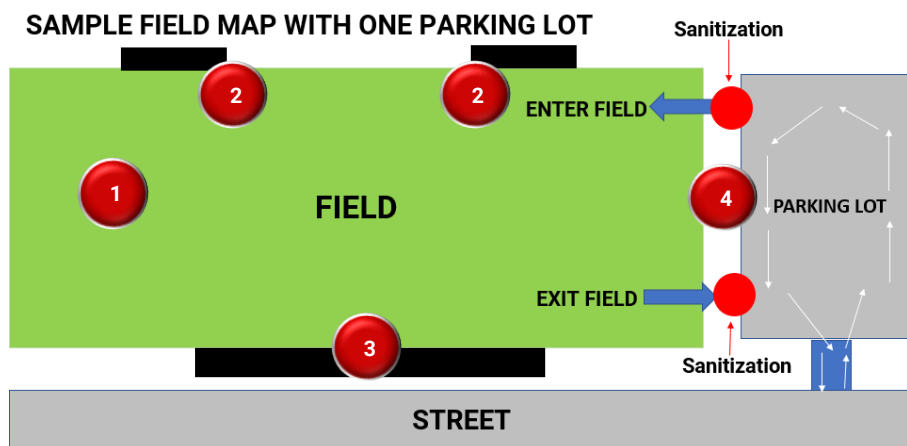 SAMPLE FIELD MAP WITH ONE PARKING LOT
Sanitization
2
2
ENTER FIELD
1
FIELD
4
PARKING LOT
EXIT FIELD
3
Sanitization
STREET